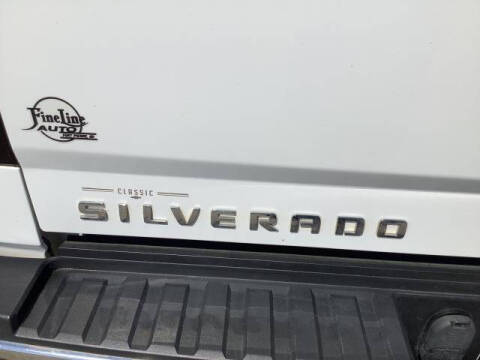 FineLine
AUTO
CLASSIC
SILVERADO